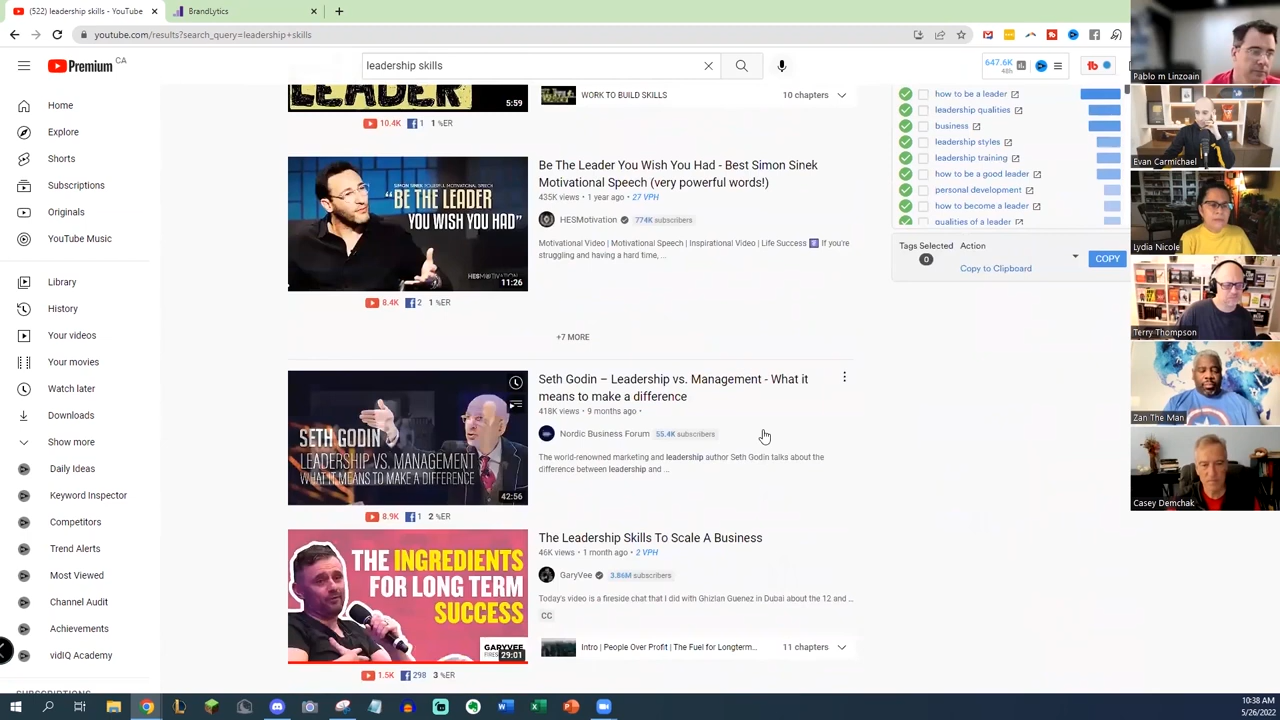 (522) leadership skills - YouTube
BrandLytics
youtube.com/results?search_query=leadership+skills
Premium CA
leadership skills
647.6K
48h
tb
Home
Explore
Shorts
Subscriptions
Originals
YouTube Music
Library
History
Your videos
Your movies
Watch later
Downloads
Show more
Daily Ideas
Keyword Inspector
Competitors
Trend Alerts
Most Viewed
Channel Audit
Achievements
vidIQ Academy
SUBSCRIPTIONS
LEADER
5:59
WORK TO BUILD SKILLS
10 chapters
10.4K 1 1 %ER
SIMON SINEK POWERFUL MOTIVATIONAL SPEECH
"BE THE LEADER
YOU WISH YOU HAD"
HESMOTIVATION
11:26
Be The Leader You Wish You Had - Best Simon Sinek
Motivational Speech (very powerful words!)
435K views • 1 year ago • 27 VPH
HESMotivation 774K subscribers
Motivational Video | Motivational Speech | Inspirational Video | Life Success If you're
struggling and having a hard time, ...
8.4K 2 1 %ER
+7 MORE
SETH GODIN
LEADERSHIP VS. MANAGEMENT
WHAT IT MEANS TO MAKE A DIFFERENCE
42:56
Seth Godin – Leadership vs. Management - What it
means to make a difference
418K views • 9 months ago •
Nordic Business Forum 55.4K subscribers
The world-renowned marketing and leadership author Seth Godin talks about the
difference between leadership and ...
8.9K 1 2 %ER
THE INGREDIENTS
FOR LONG TERM
SUCCESS
GARYVEE
29:01
The Leadership Skills To Scale A Business
46K views • 1 month ago • 2 VPH
GaryVee 3.86M subscribers
Today's video is a fireside chat that I did with Ghizlan Guenez in Dubai about the 12 and ...
CC
Intro | People Over Profit | The Fuel for Longterm...
11 chapters
1.5K 298 3 %ER
how to be a leader
leadership qualities
business
leadership styles
leadership training
how to be a good leader
personal development
how to become a leader
qualities of a leader
Tags Selected Action
0
Copy to Clipboard
COPY
Pablo m Linzoain
Evan Carmichael
Lydia Nicole
Terry Thompson
Zan The Man
Casey Demchak
10:38 AM
5/26/2022